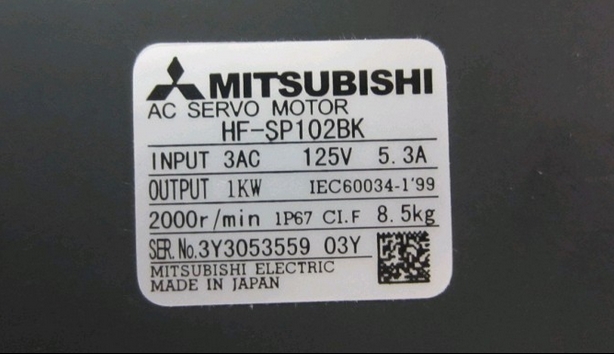 MITSUBISHI
AC SERVO MOTOR
HF-SP102BK
INPUT 3AC 125V 5.3A
OUTPUT 1KW IEC60034-1'99
2000r/min 1P67 CI.F 8.5kg
SER.No.3Y3053559 03Y
MITSUBISHI ELECTRIC
MADE IN JAPAN